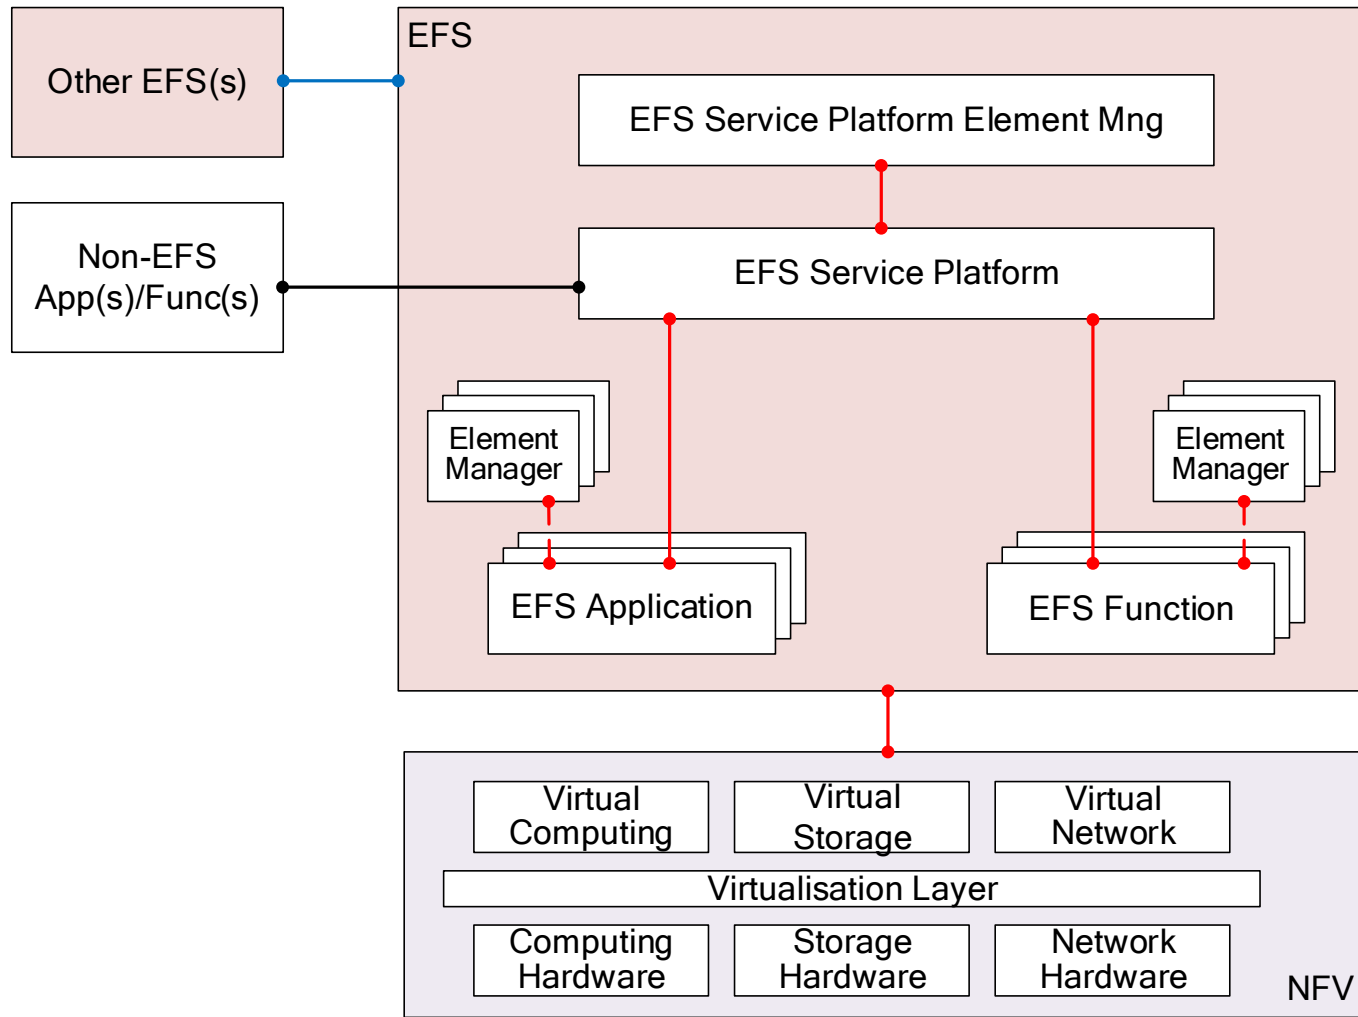 Other EFS(s)
EFS
EFS Service Platform Element Mng
Non-EFS
App(s)/Func(s)
EFS Service Platform
Element
Manager
Element
Manager
EFS Application
EFS Function
Virtual
Computing
Virtual
Storage
Virtual
Network
Virtualisation Layer
Computing
Hardware
Storage
Hardware
Network
Hardware
NFV